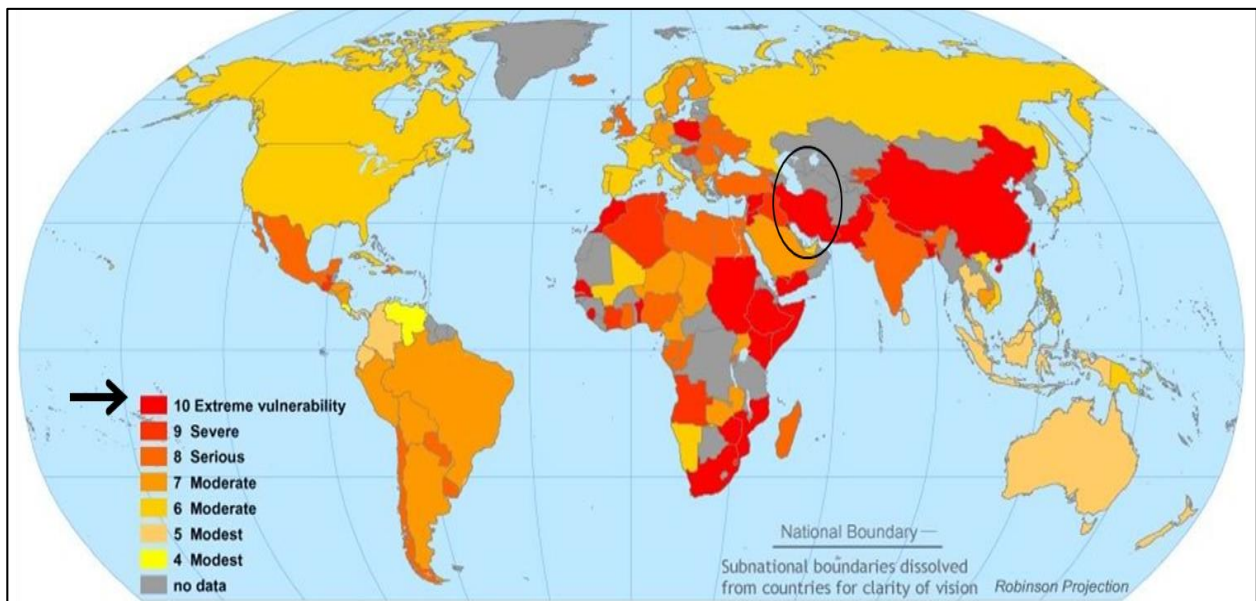 10 Extreme vulnerability
9 Severe
8 Serious
7 Moderate
6 Moderate
5 Modest
4 Modest
no data
National Boundary
Subnational boundaries dissolved
from countries for clarity of vision
Robinson Projection